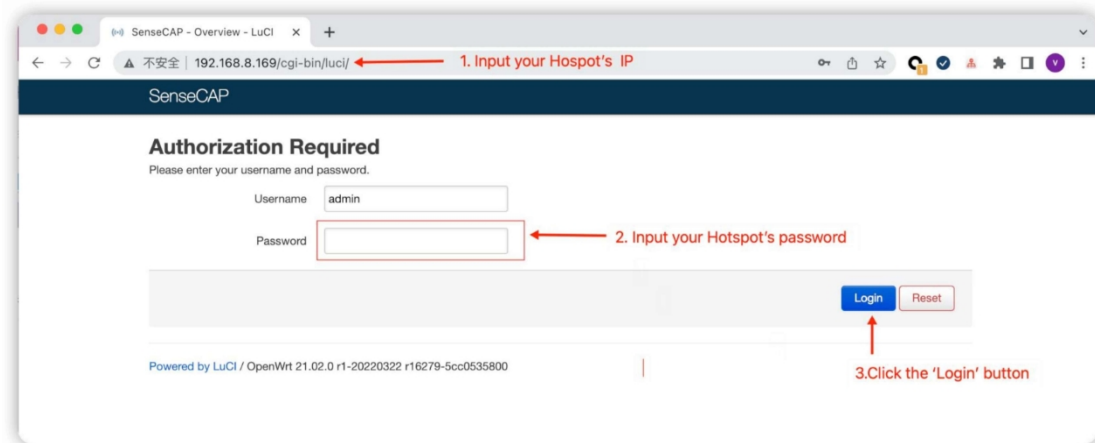 SenseCAP - Overview - LuCI
不安全 | 192.168.8.169/cgi-bin/luci/
1. Input your Hospot's IP
1
V
SenseCAP
Authorization Required
Please enter your username and password.
Username admin
Password
2. Input your Hotspot's password
Login Reset
Powered by LuCI / OpenWrt 21.02.0 r1-20220322 r16279-5cc0535800
3.Click the 'Login' button